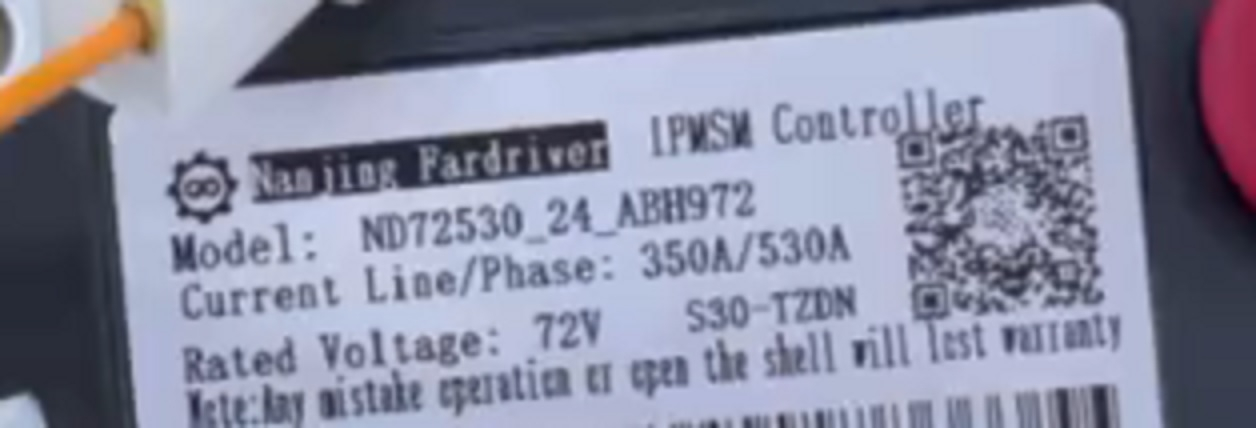 Nanjing Fardriver IPMSM Controller
Model: ND72530_24_ABH972
Current Line/Phase: 350A/530A
Rated Voltage: 72V S30-TZDN
Note:Any mistake operation or open the shell will lost warranty